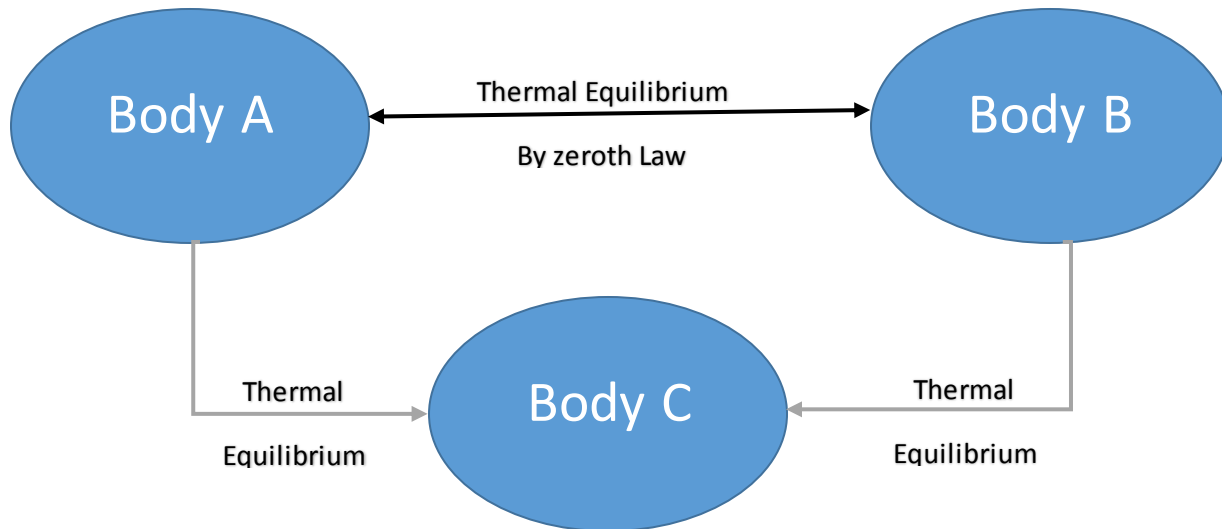 Body A
Thermal Equilibrium
By zeroth Law
Body B
Thermal
Equilibrium
Body C
Thermal
Equilibrium